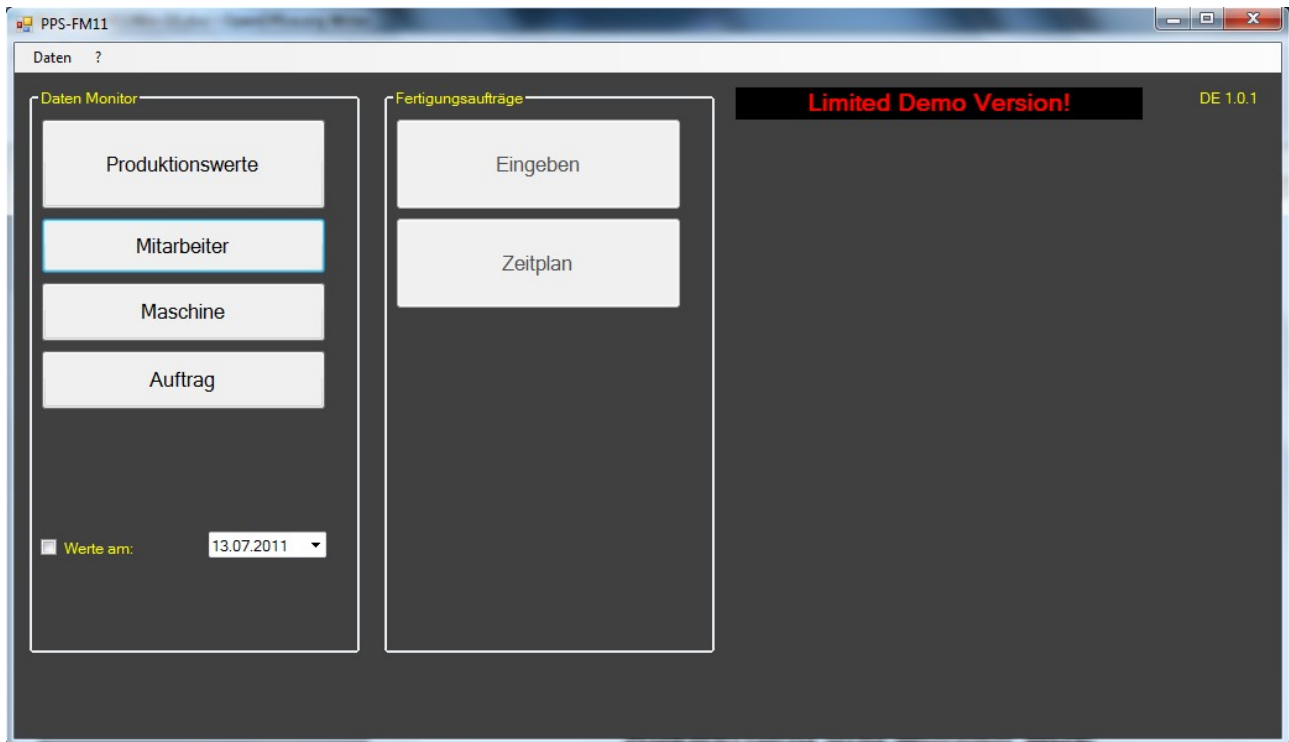 PPS-FM11
Daten ?
Daten Monitor
Produktionswerte
Mitarbeiter
Maschine
Auftrag
Werte am: 13.07.2011
Fertigungsaufträge
Eingeben
Zeitplan
Limited Demo Version!
DE 1.0.1